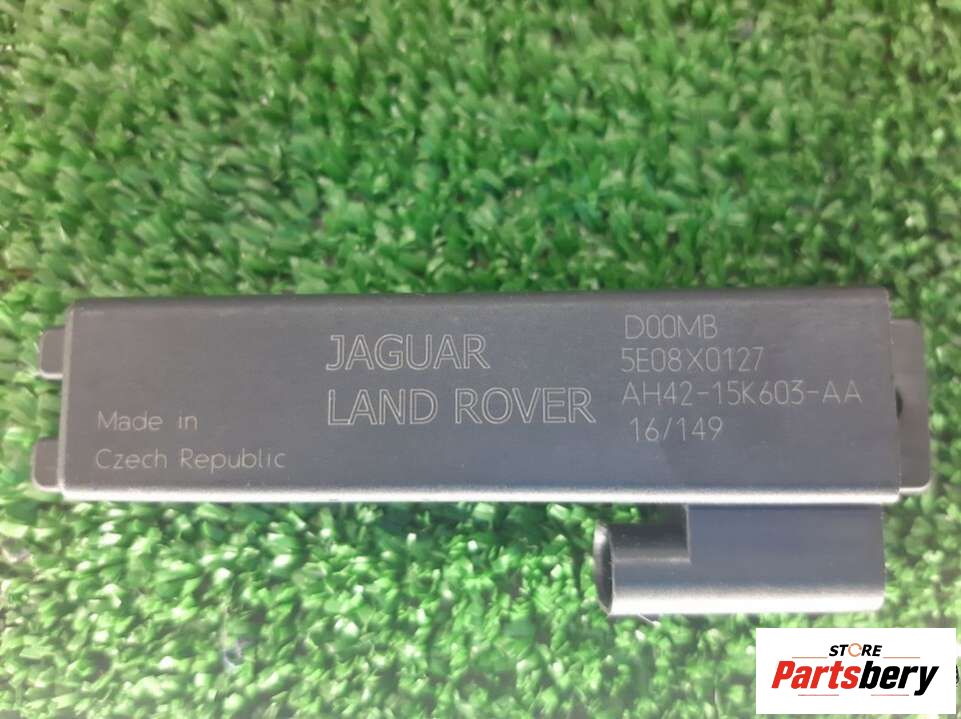 JAGUAR
LAND ROVER
Made in
Czech Republic
D00MB
5E08X0127
AH42-15K603-AA
16/149
STORE
Partsbery